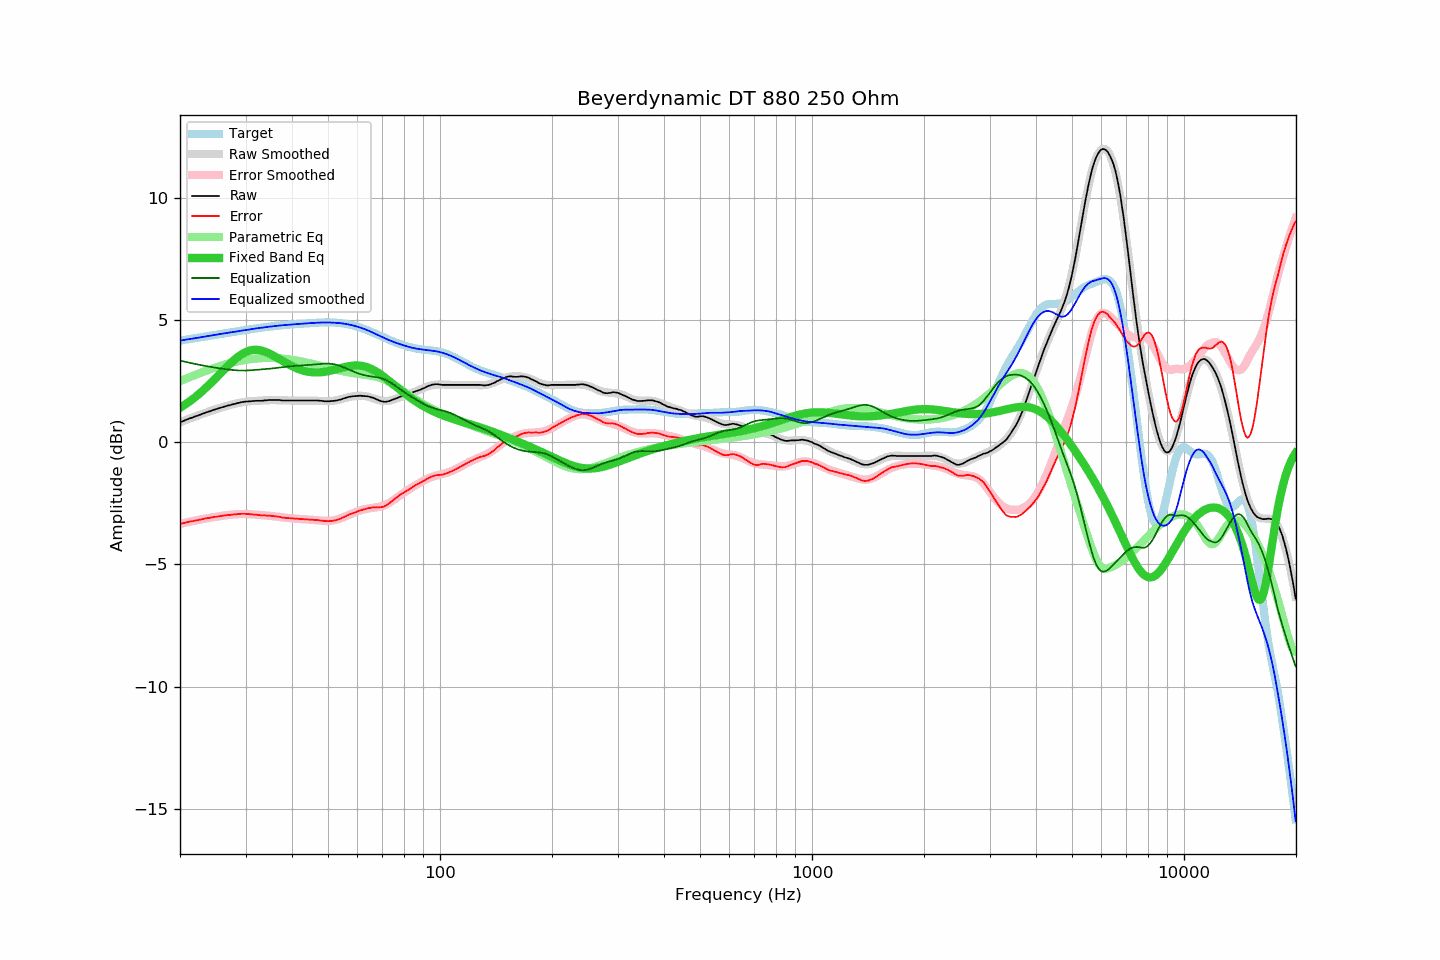 Beyerdynamic DT 880 250 Ohm
Target
Raw Smoothed
Error Smoothed
Raw
Error
Parametric Eq
Fixed Band Eq
Equalization
Equalized smoothed
Amplitude (dBr)
10
5
0
−5
−10
−15
100
1000
10000
Frequency (Hz)